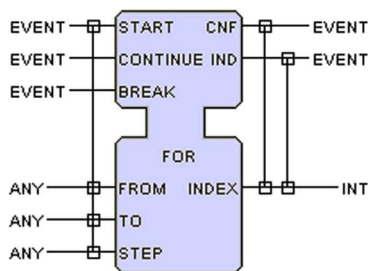 EVENT START CNF EVENT
EVENT CONTINUE IND EVENT
EVENT BREAK
FOR
ANY FROM INDEX INT
ANY TO
ANY STEP